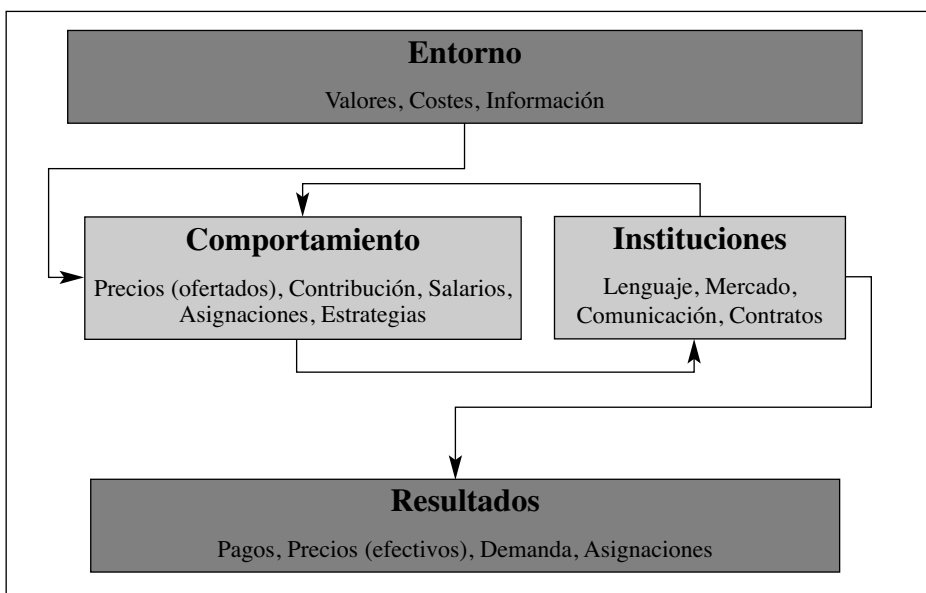 Entorno
Valores, Costes, Información
Comportamiento
Precios (ofertados), Contribución, Salarios,
Asignaciones, Estrategias
Instituciones
Lenguaje, Mercado,
Comunicación, Contratos
Resultados
Pagos, Precios (efectivos), Demanda, Asignaciones